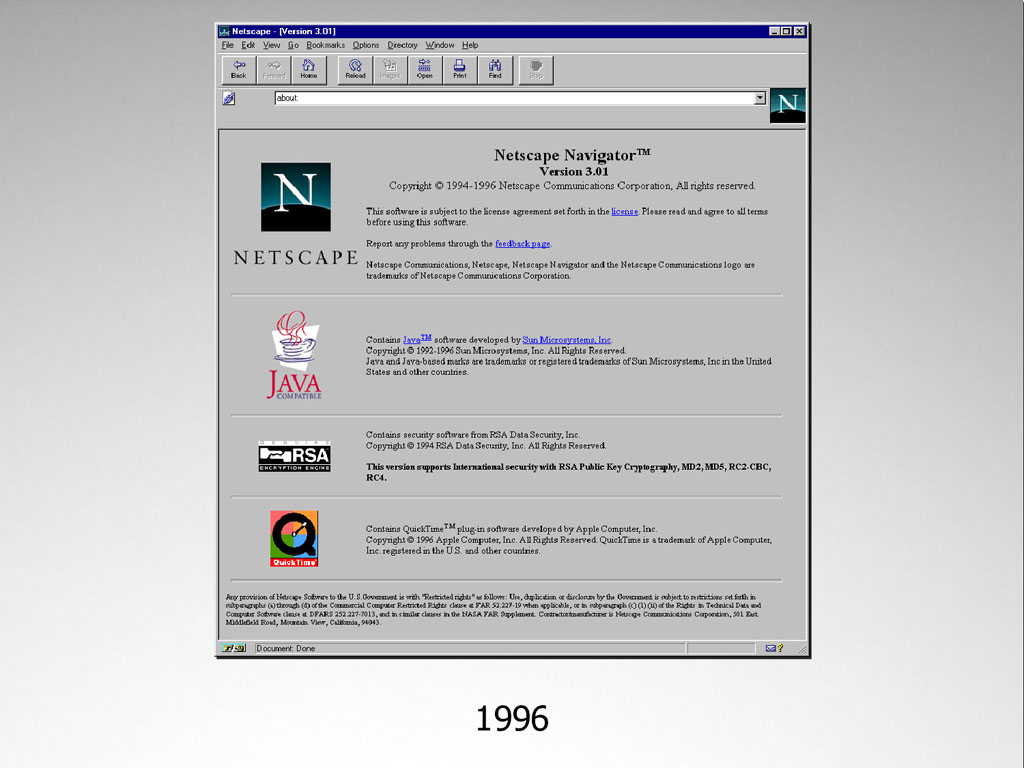 Netscape - [Version 3.01]
File Edit View Go Bookmarks Options Directory Window Help
Back Forward Home Reload Images Open Print Find Stop
about:
N
N
NETSCAPE
Netscape Navigator™
Version 3.01
Copyright © 1994-1996 Netscape Communications Corporation, All rights reserved.
This software is subject to the license agreement set forth in the license. Please read and agree to all terms
before using this software.
Report any problems through the feedback page.
Netscape Communications, Netscape, Netscape Navigator and the Netscape Communications logo are
trademarks of Netscape Communications Corporation.
JAVA
COMPATIBLE
Contains Java™ software developed by Sun Microsystems, Inc.
Copyright © 1992-1996 Sun Microsystems, Inc. All Rights Reserved.
Java and Java-based marks are trademarks or registered trademarks of Sun Microsystems, Inc in the United
States and other countries.
GENUINE
RSA
ENCRYPTION ENGINE
Contains security software from RSA Data Security, Inc.
Copyright © 1994 RSA Data Security, Inc. All Rights Reserved.
This version supports International security with RSA Public Key Cryptography, MD2, MD5, RC2-CBC,
RC4.
QuickTime™
Contains QuickTime™ plug-in software developed by Apple Computer, Inc.
Copyright © 1996 Apple Computer, Inc. All Rights Reserved. QuickTime is a trademark of Apple Computer,
Inc. registered in the U.S. and other countries.
Any provision of Netscape Software to the U.S.Government is with "Restricted rights" as follows: Use, duplication or disclosure by the Government is subject to restrictions set forth in
subparagraphs (a) through (d) of the Commercial Computer Restricted Rights clause at FAR 52.227-19 when applicable, or in subparagraph (c) (1) (ii) of the Rights in Technical Data and
Computer Software clause at DFARS 252.227-7013, and in similar clauses in the NASA FAR Supplement. Contractor/manufacturer is Netscape Communications Corporation, 501 East
Middlefield Road, Mountain View, California, 94043.
Document: Done
1996